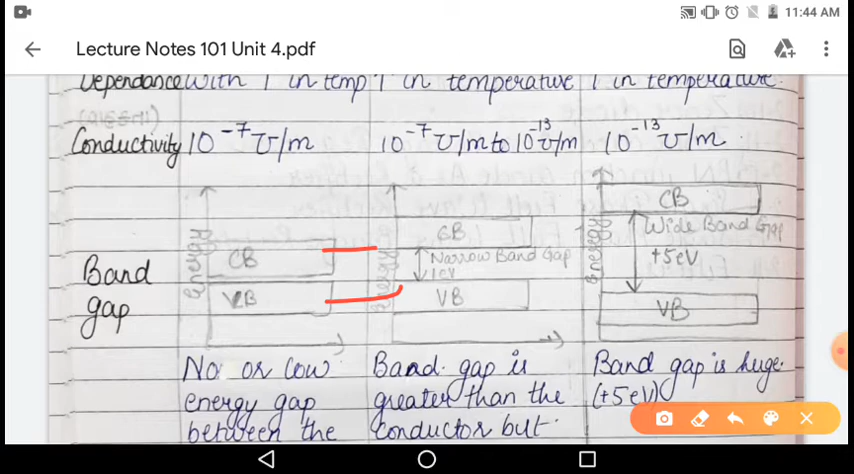 11:44 AM
Lecture Notes 101 Unit 4.pdf
Dependance with ↑ in temp ↑ in temperature ↑ in temperature.
Conductivity 10⁻⁷ ℧/m 10⁻⁷ ℧/m to 10⁻¹³ ℧/m 10⁻¹³ ℧/m
Band gap
Energy
CB
VB
Energy
CB
Narrow Band Gap
1eV
VB
Energy
CB
Wide Band Gap
+5eV
VB
No or low
energy gap
between the
Band gap is
greater than the
conductor but
Band gap is huge.
(+5eV)